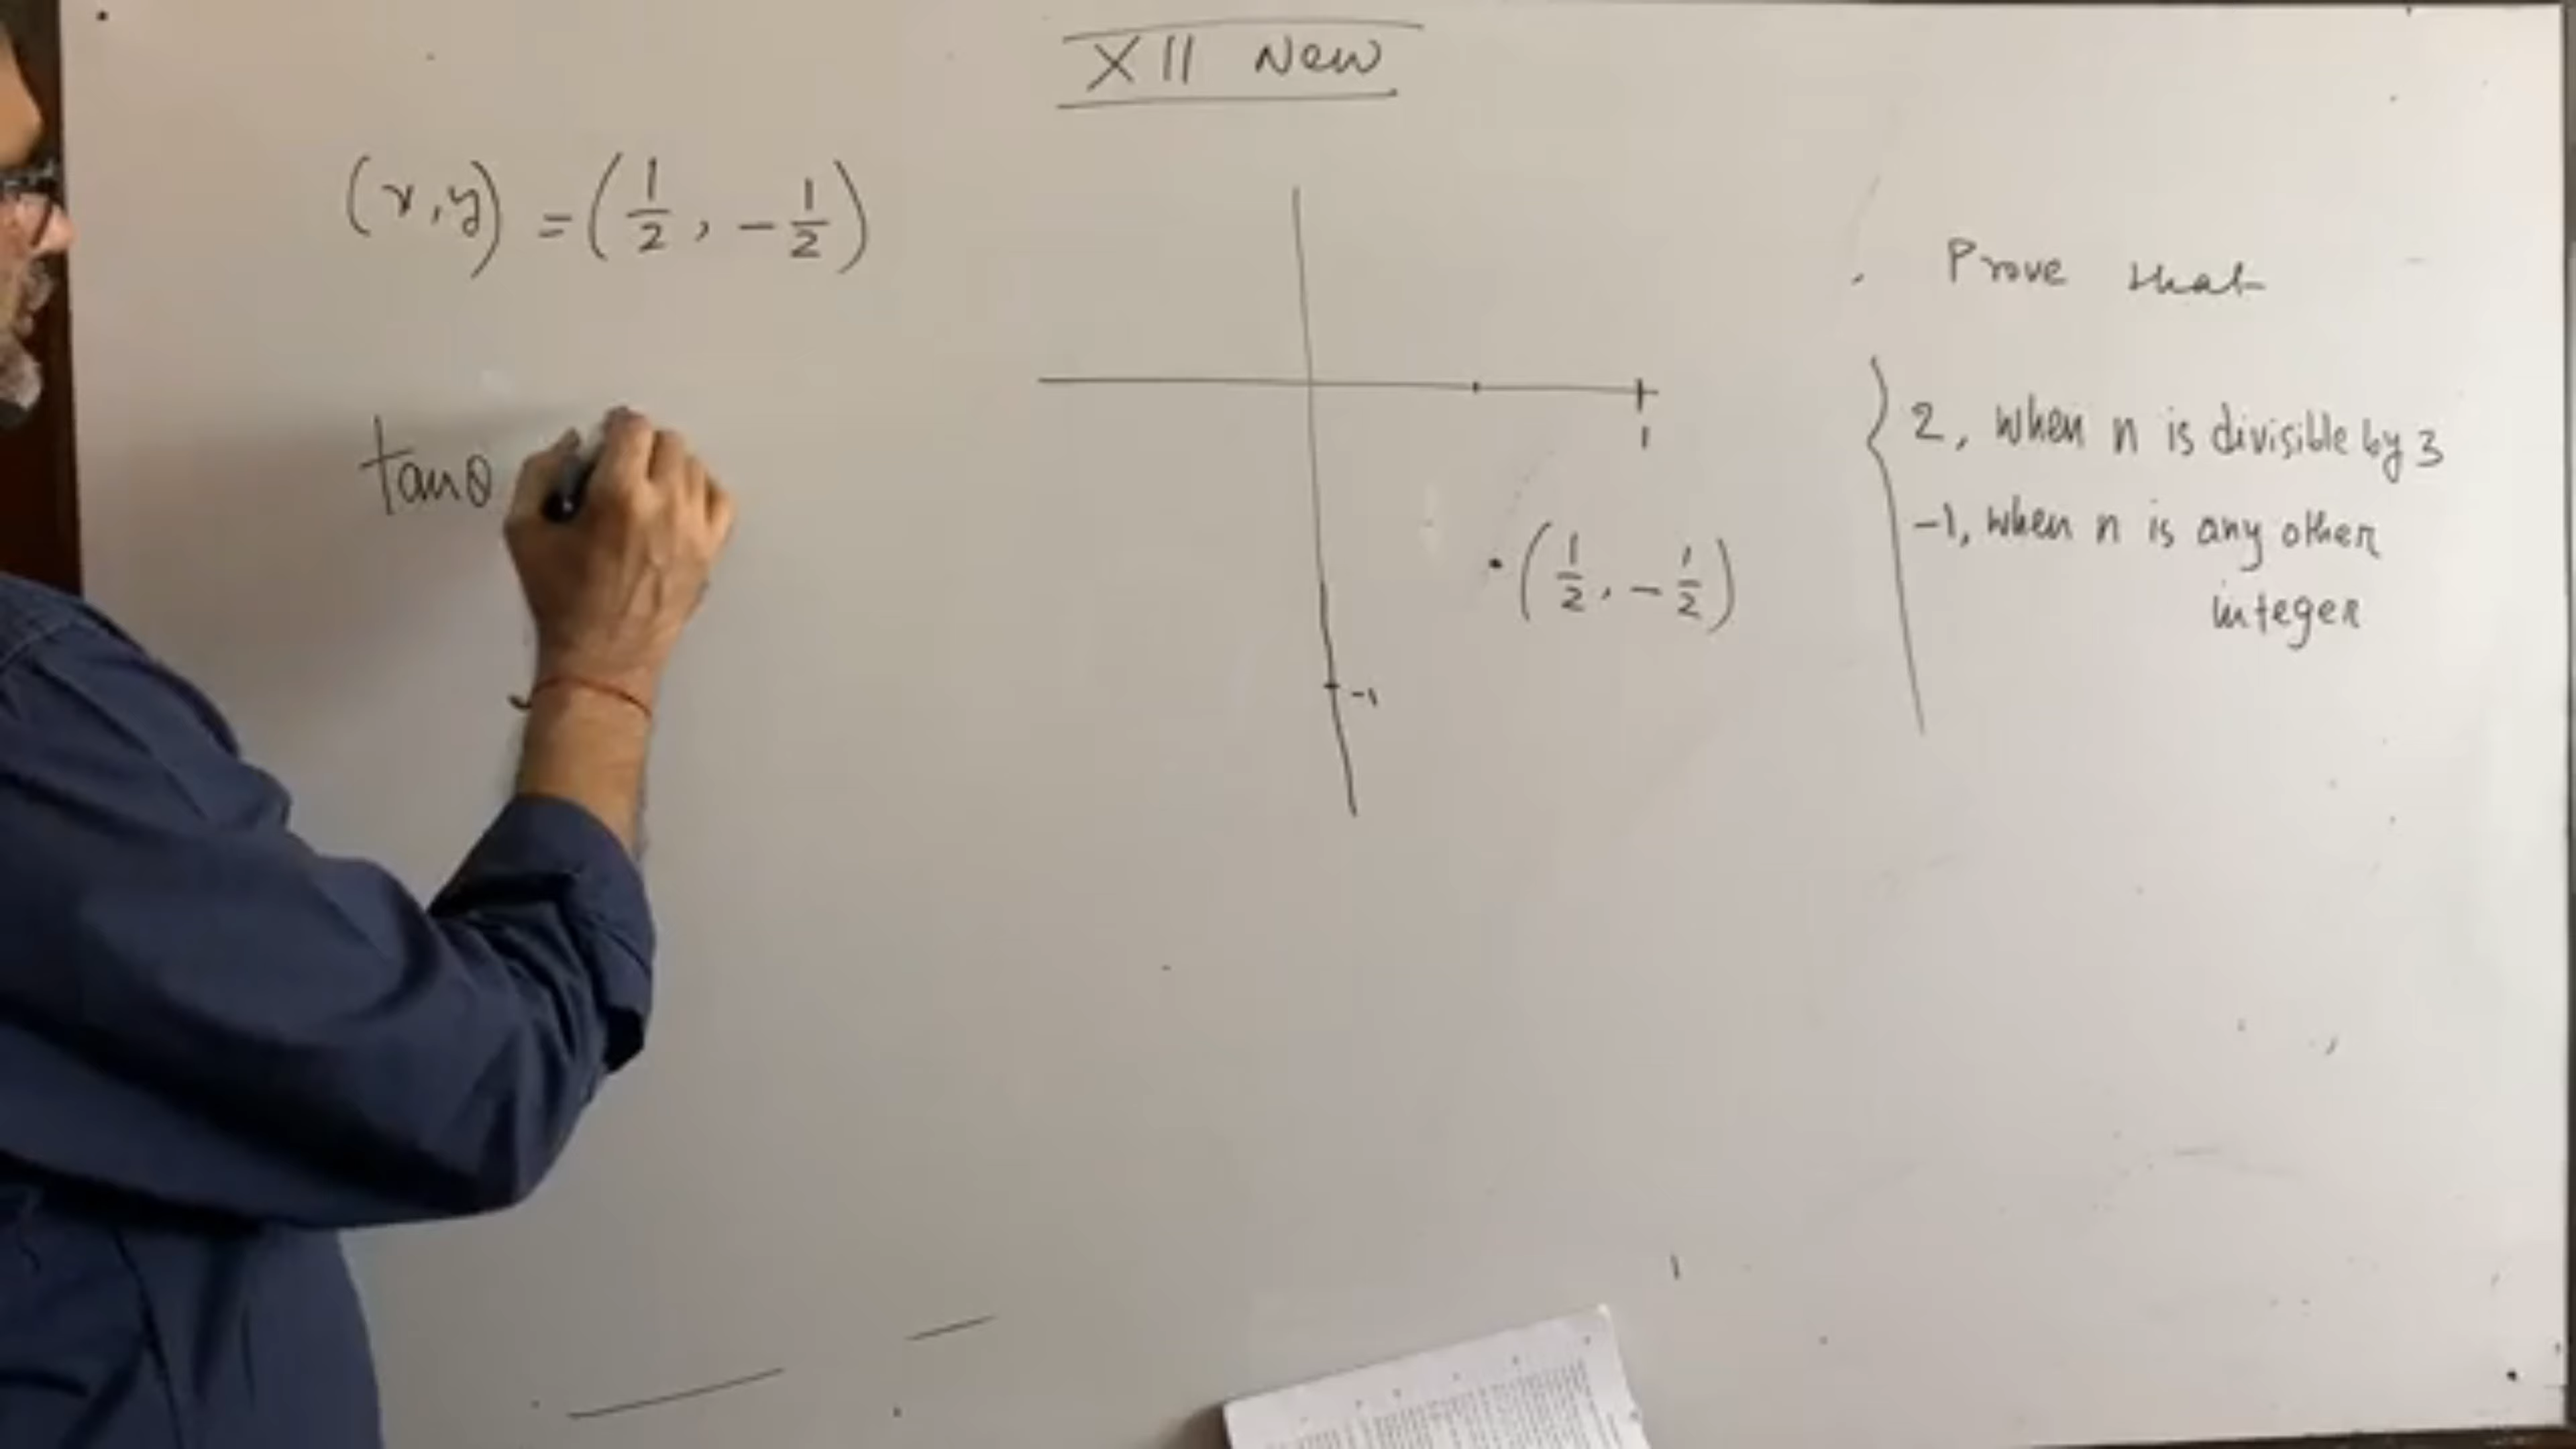 XII New
(x,y) = (1/2, -1/2)
tanθ
1
(1/2, -1/2)
-1
Prove that
2, when n is divisible by 3
-1, when n is any other
integer